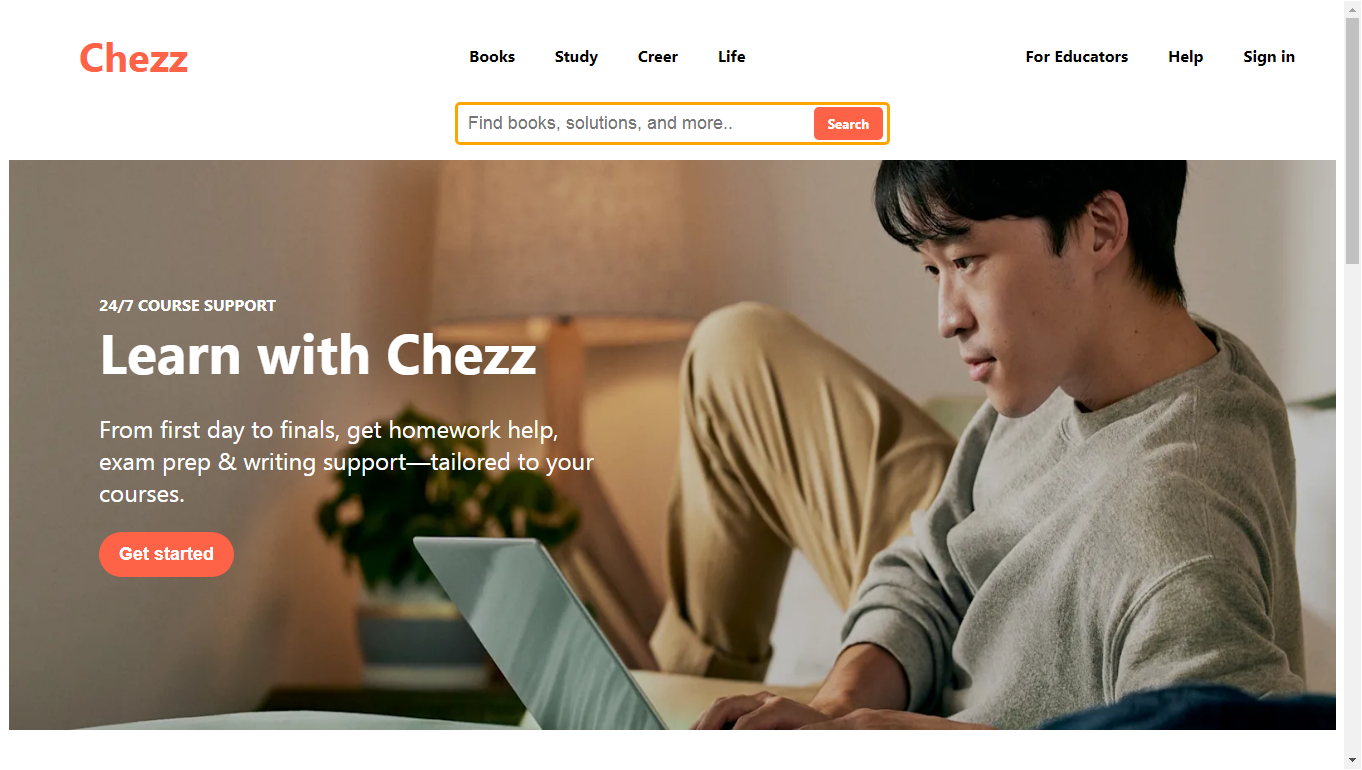 Chezz
Books Study Creer Life
For Educators Help Sign in
Find books, solutions, and more..
Search
24/7 COURSE SUPPORT
Learn with Chezz
From first day to finals, get homework help,
exam prep & writing support—tailored to your
courses.
Get started